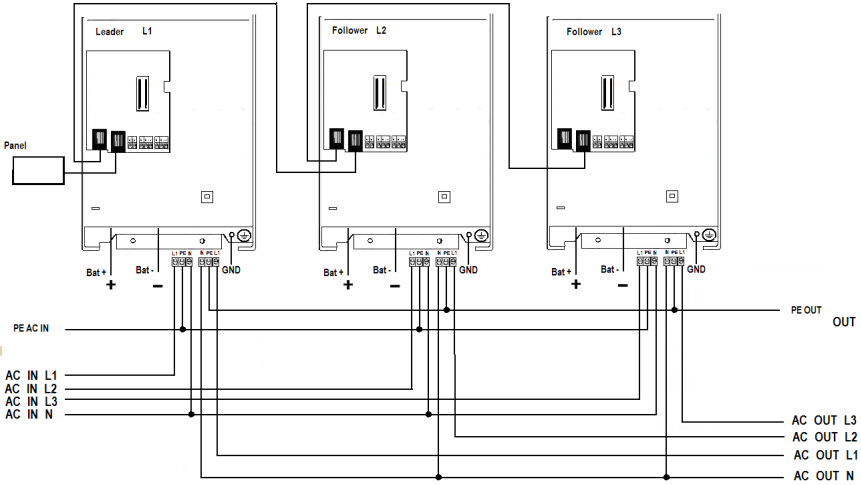 Leader L1
Follower L2
Follower L3
Panel
L1 PE N N PE L1
L1 PE N N PE L1
L1 PE N N PE L1
Bat + Bat - GND
Bat + Bat - GND
Bat + Bat - GND
+ −
+ −
+ −
PE OUT
OUT
PE AC IN
AC IN L1
AC IN L2
AC IN L3
AC IN N
AC OUT L3
AC OUT L2
AC OUT L1
AC OUT N